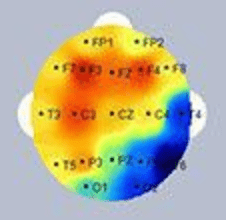 FP1 FP2
F7 F3 FZ F4 F8
T3 C3 CZ C4 T4
T5 P3 PZ
O1 O2